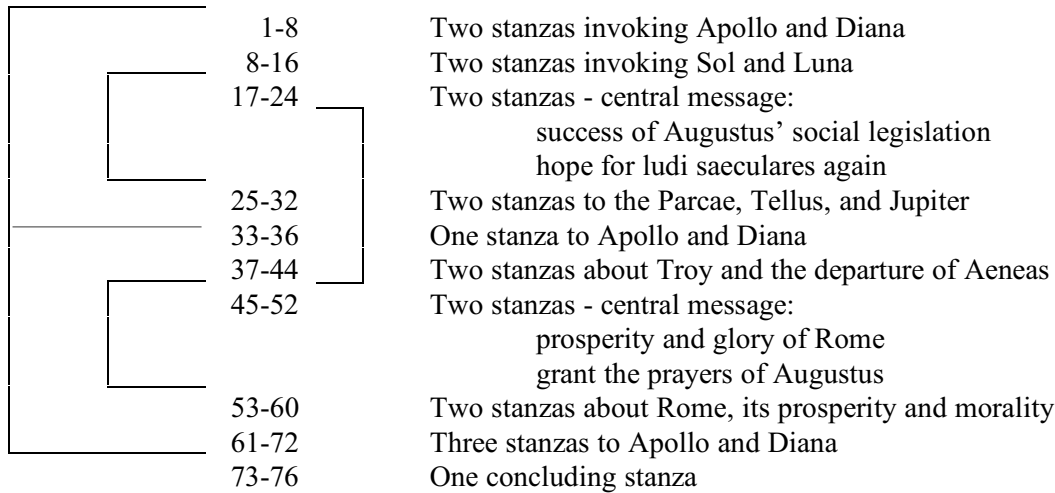 1-8 Two stanzas invoking Apollo and Diana
8-16 Two stanzas invoking Sol and Luna
17-24 Two stanzas - central message:
success of Augustus’ social legislation
hope for ludi saeculares again
25-32 Two stanzas to the Parcae, Tellus, and Jupiter
33-36 One stanza to Apollo and Diana
37-44 Two stanzas about Troy and the departure of Aeneas
45-52 Two stanzas - central message:
prosperity and glory of Rome
grant the prayers of Augustus
53-60 Two stanzas about Rome, its prosperity and morality
61-72 Three stanzas to Apollo and Diana
73-76 One concluding stanza